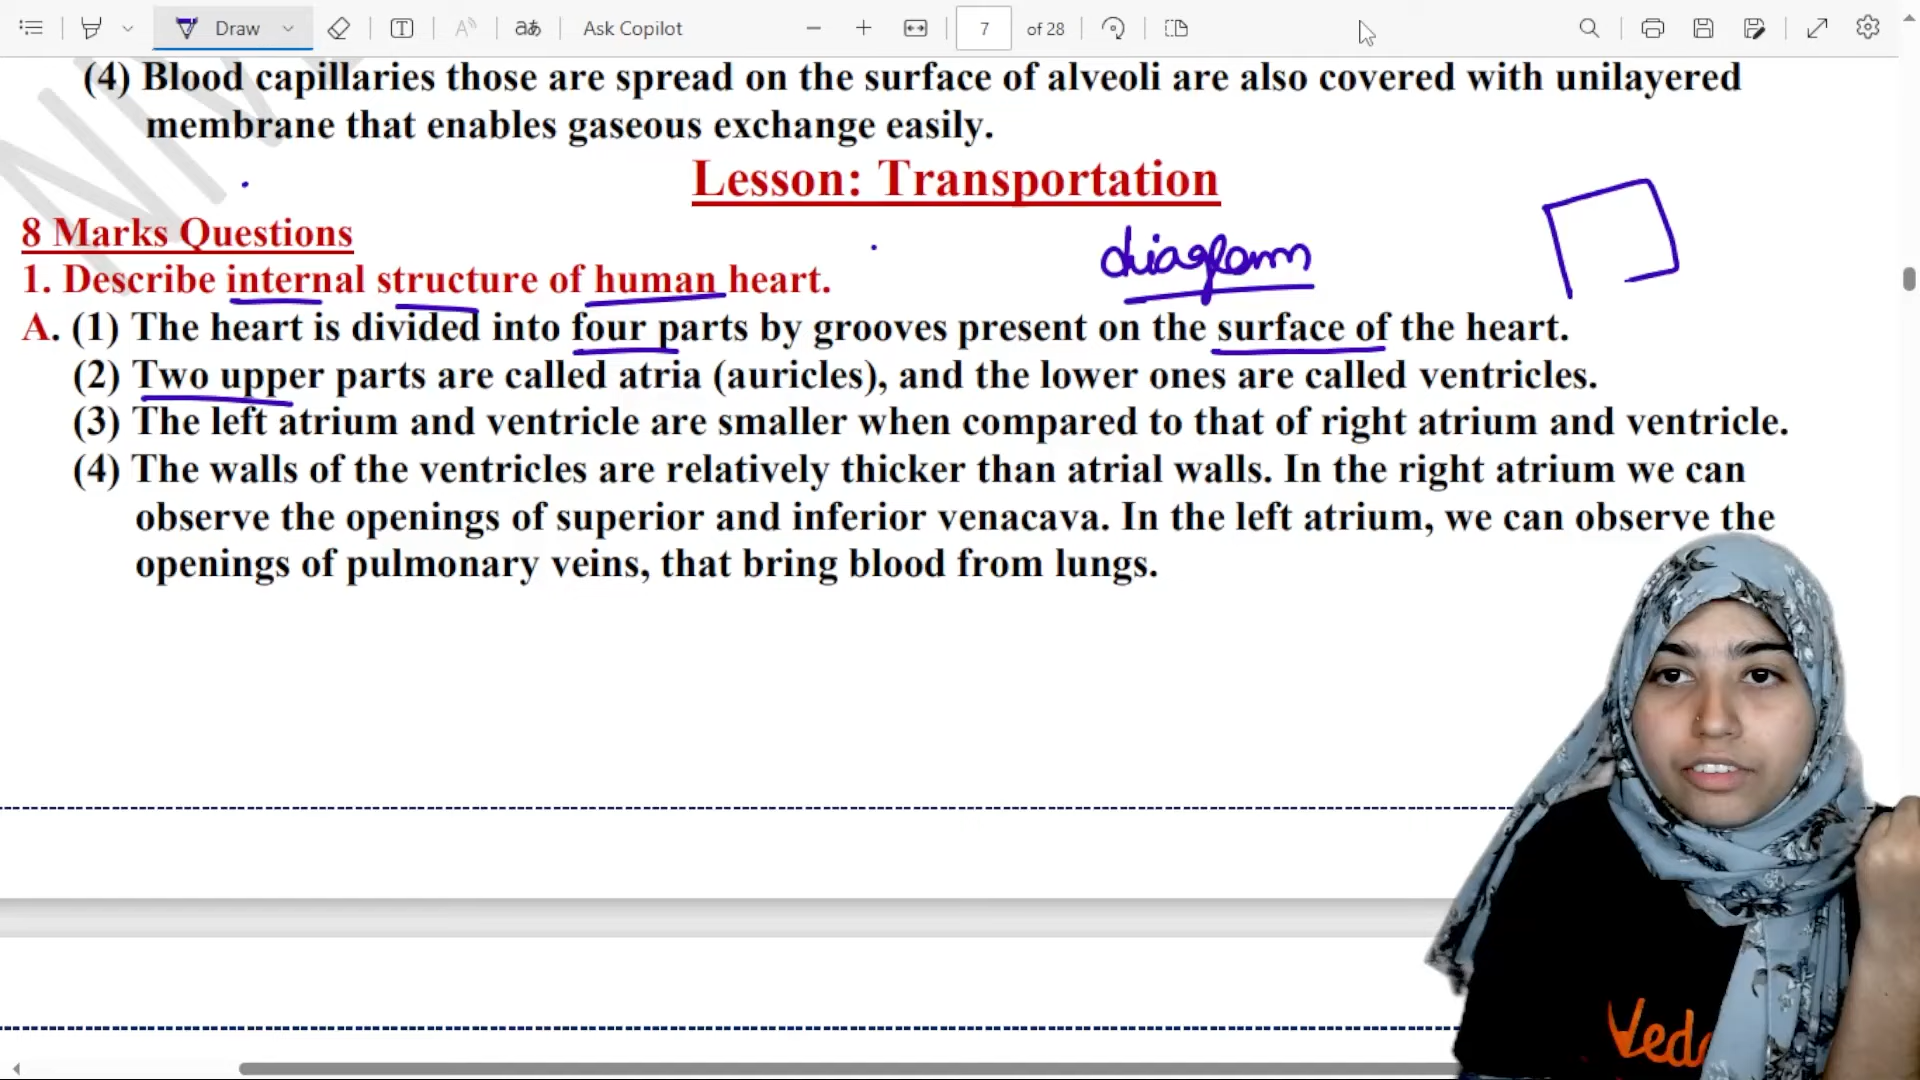 Draw
Ask Copilot
7
of 28
(4) Blood capillaries those are spread on the surface of alveoli are also covered with unilayered
membrane that enables gaseous exchange easily.
Lesson: Transportation
8 Marks Questions
diagram
1. Describe internal structure of human heart.
A. (1) The heart is divided into four parts by grooves present on the surface of the heart.
(2) Two upper parts are called atria (auricles), and the lower ones are called ventricles.
(3) The left atrium and ventricle are smaller when compared to that of right atrium and ventricle.
(4) The walls of the ventricles are relatively thicker than atrial walls. In the right atrium we can
observe the openings of superior and inferior venacava. In the left atrium, we can observe the
openings of pulmonary veins, that bring blood from lungs.